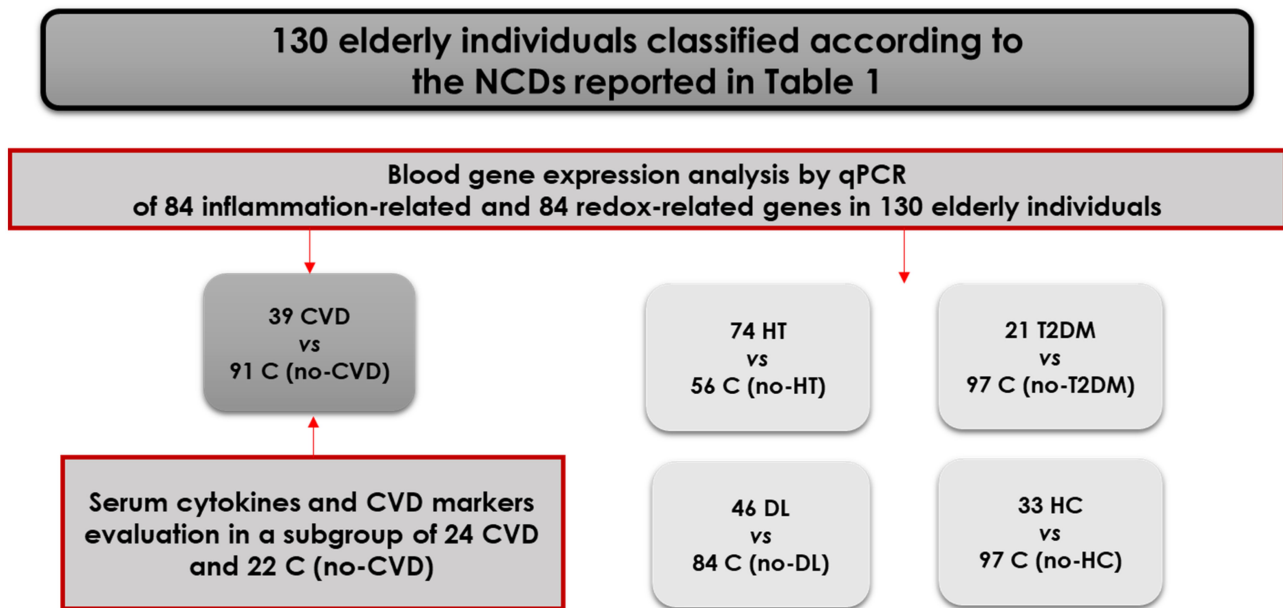 130 elderly individuals classified according to
the NCDs reported in Table 1
Blood gene expression analysis by qPCR
of 84 inflammation-related and 84 redox-related genes in 130 elderly individuals
39 CVD
vs
91 C (no-CVD)
74 HT
vs
56 C (no-HT)
21 T2DM
vs
97 C (no-T2DM)
Serum cytokines and CVD markers
evaluation in a subgroup of 24 CVD
and 22 C (no-CVD)
46 DL
vs
84 C (no-DL)
33 HC
vs
97 C (no-HC)